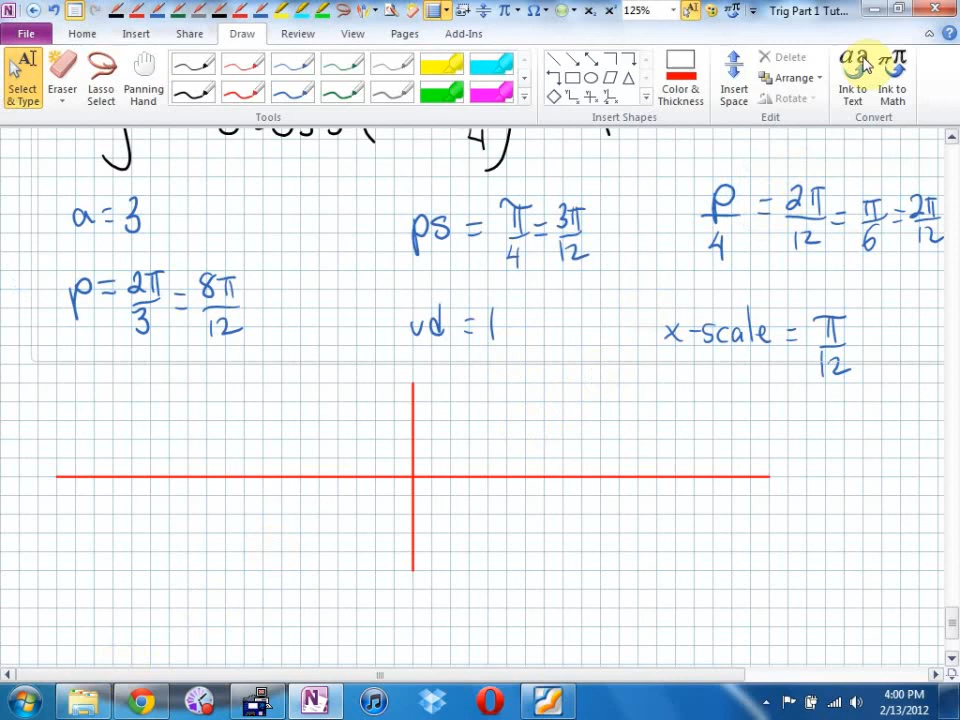 Trig Part 1 Tut...
125%
File Home Insert Share Draw Review View Pages Add-Ins
Select & Type
Eraser
Lasso Select
Panning Hand
Color & Thickness
Insert Space
Delete
Arrange
Rotate
Ink to Text
Ink to Math
Tools
Insert Shapes
Edit
Convert
4)
a = 3
ps = π/4 = 3π/12
p/4 = 2π/12 = π/6 = 2π/12
p = 2π/3 = 8π/12
vd = 1
x-scale = π/12
4:00 PM
2/13/2012